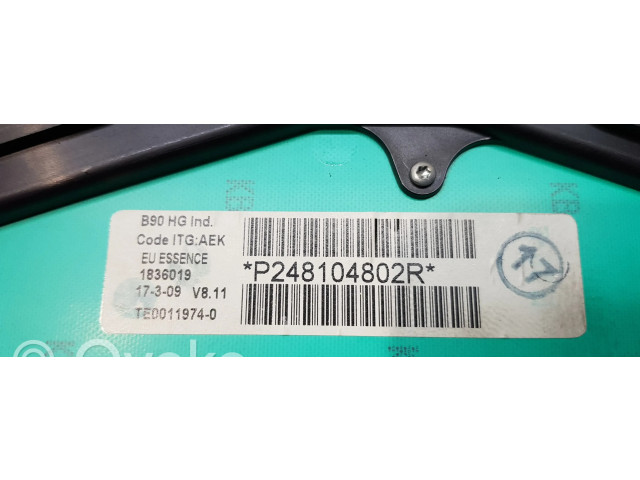 B90 HG Ind.
Code ITG:AEK
EU ESSENCE
1836019
17-3-09 V8.11
TE0011974-0
*P248104802R*